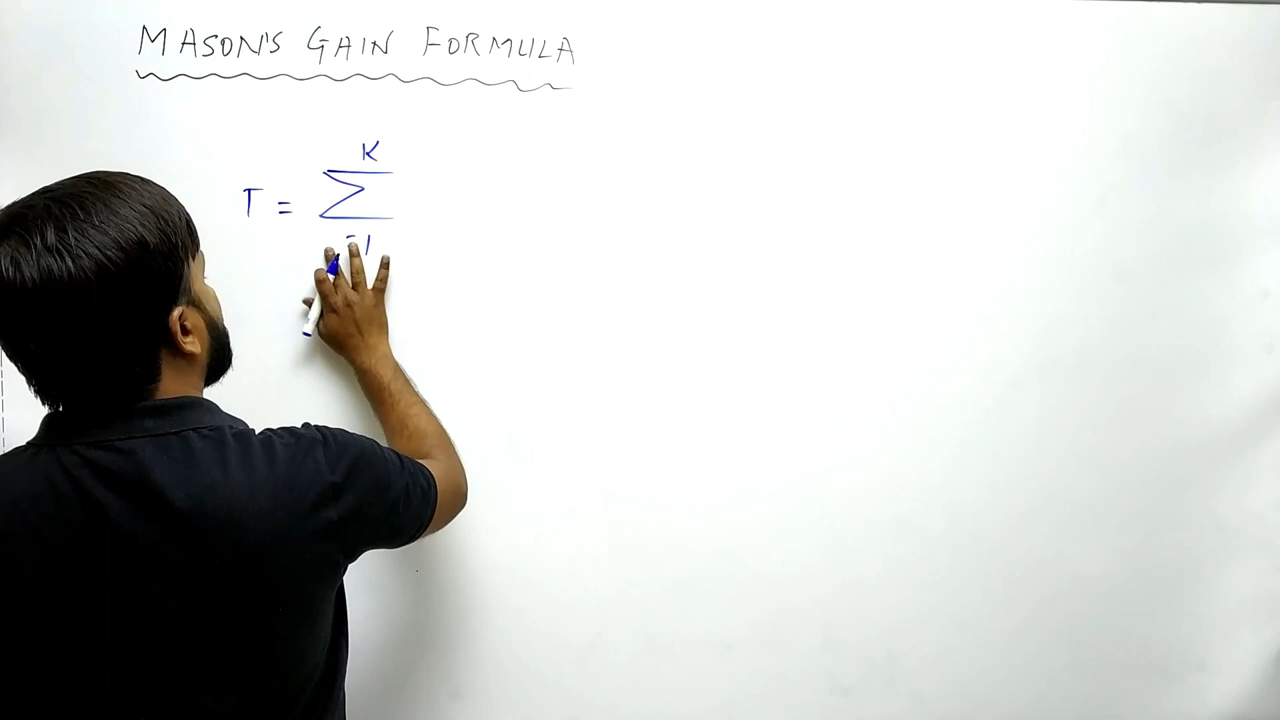 MASON'S GAIN FORMULA
K
T = Σ
=1